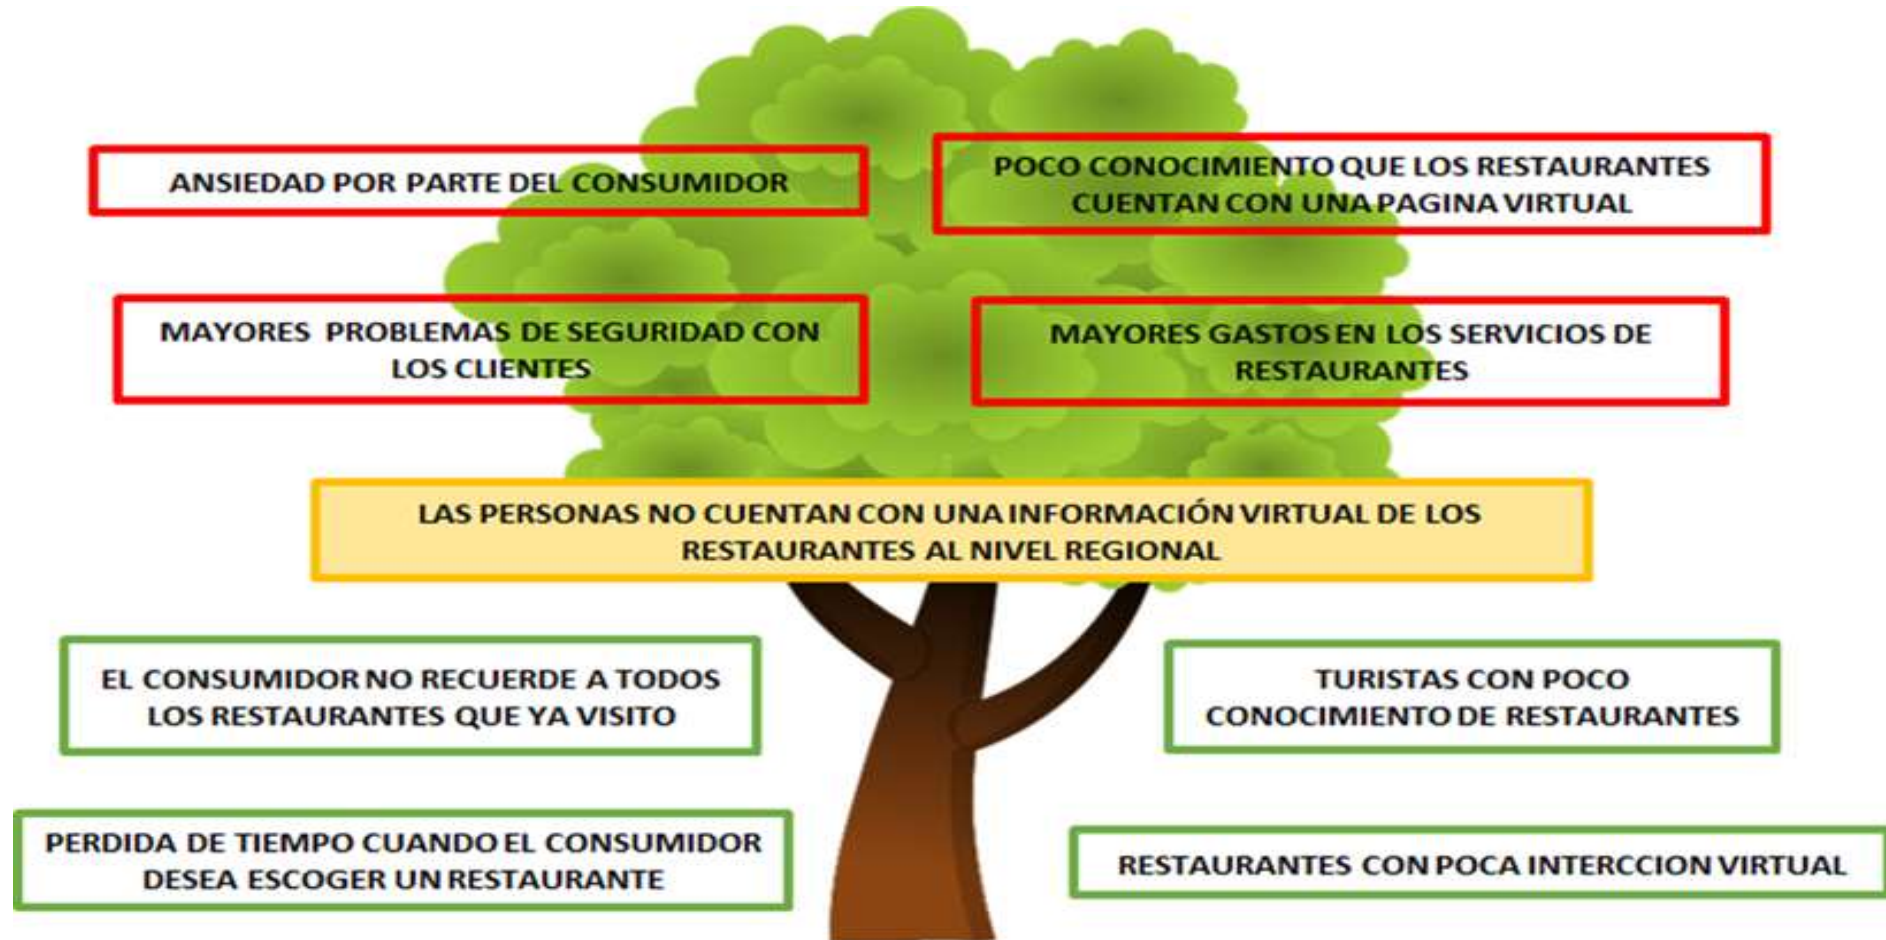 ANSIEDAD POR PARTE DEL CONSUMIDOR
POCO CONOCIMIENTO QUE LOS RESTAURANTES
CUENTAN CON UNA PAGINA VIRTUAL
MAYORES PROBLEMAS DE SEGURIDAD CON
LOS CLIENTES
MAYORES GASTOS EN LOS SERVICIOS DE
RESTAURANTES
LAS PERSONAS NO CUENTAN CON UNA INFORMACIÓN VIRTUAL DE LOS
RESTAURANTES AL NIVEL REGIONAL
EL CONSUMIDOR NO RECUERDE A TODOS
LOS RESTAURANTES QUE YA VISITO
TURISTAS CON POCO
CONOCIMIENTO DE RESTAURANTES
PERDIDA DE TIEMPO CUANDO EL CONSUMIDOR
DESEA ESCOGER UN RESTAURANTE
RESTAURANTES CON POCA INTERCCION VIRTUAL